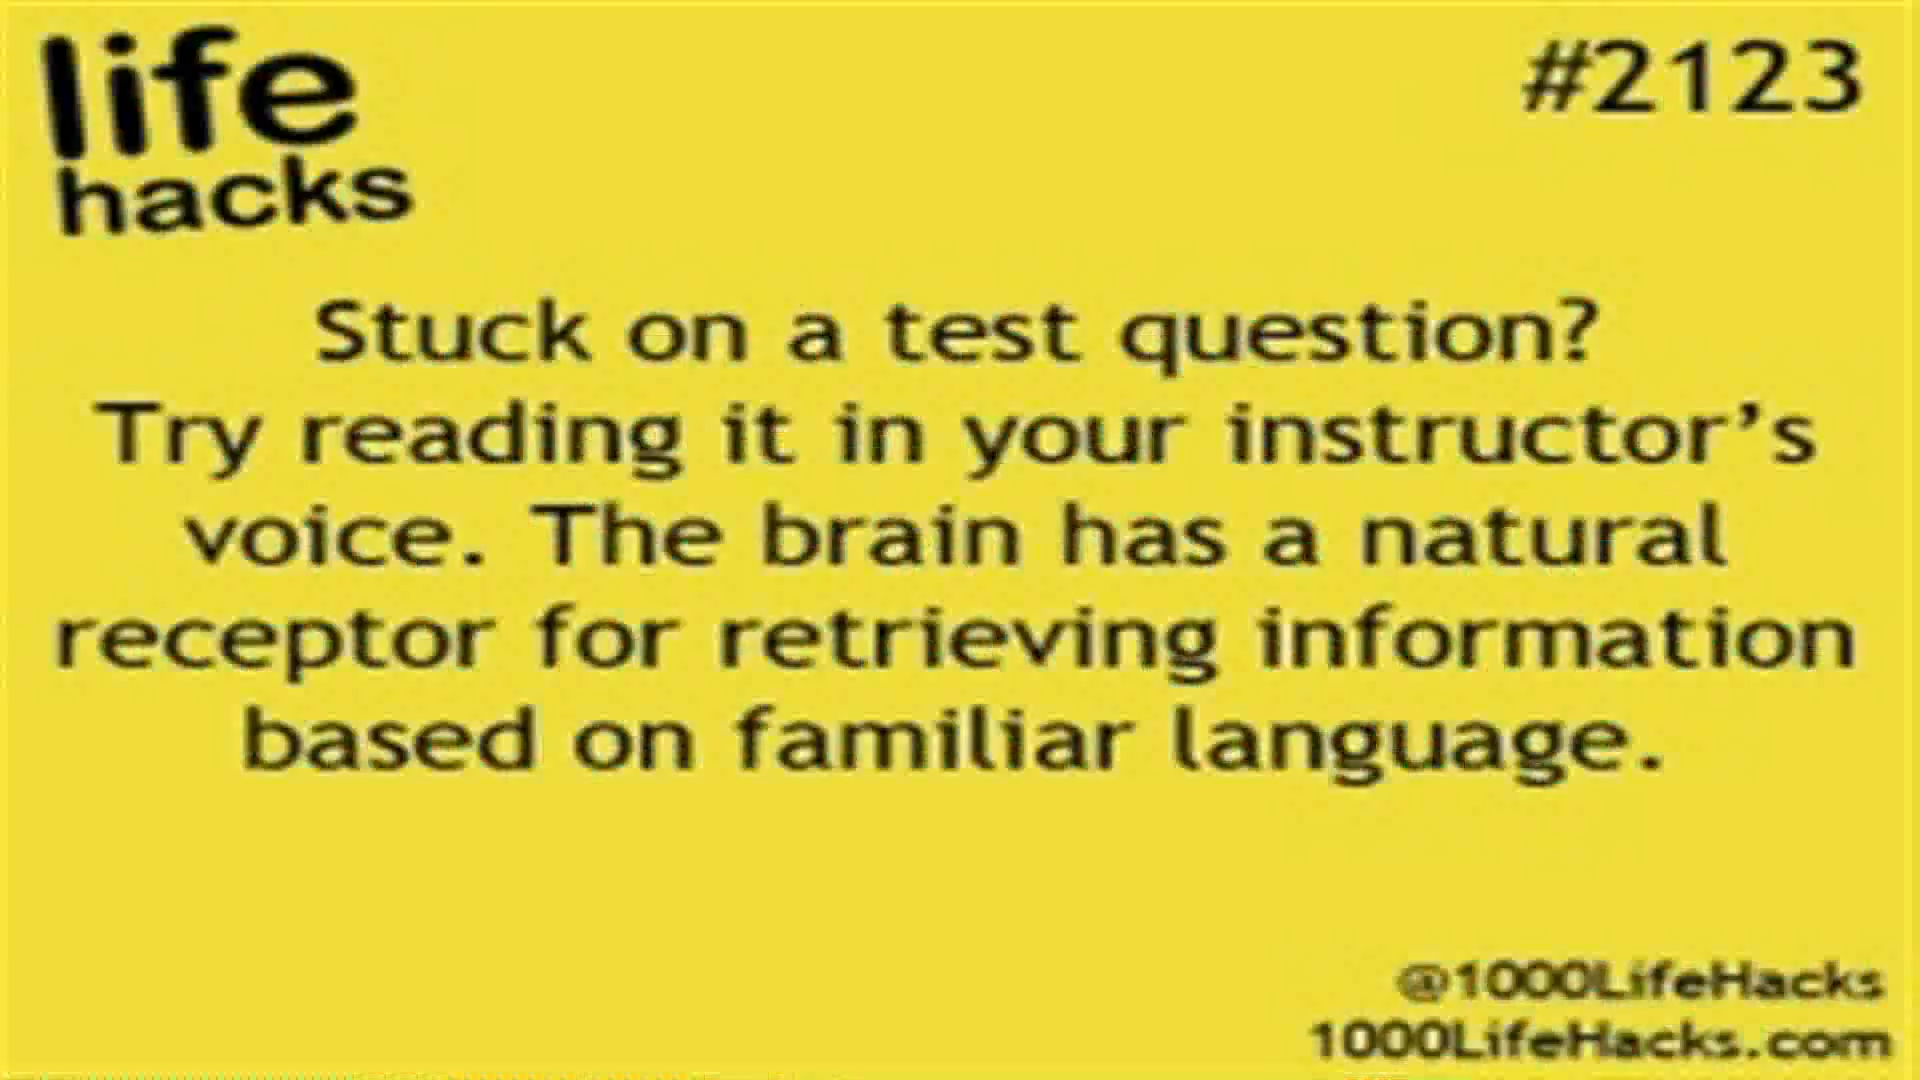 life
hacks
#2123
Stuck on a test question?
Try reading it in your instructor’s
voice. The brain has a natural
receptor for retrieving information
based on familiar language.
@1000LifeHacks
1000LifeHacks.com